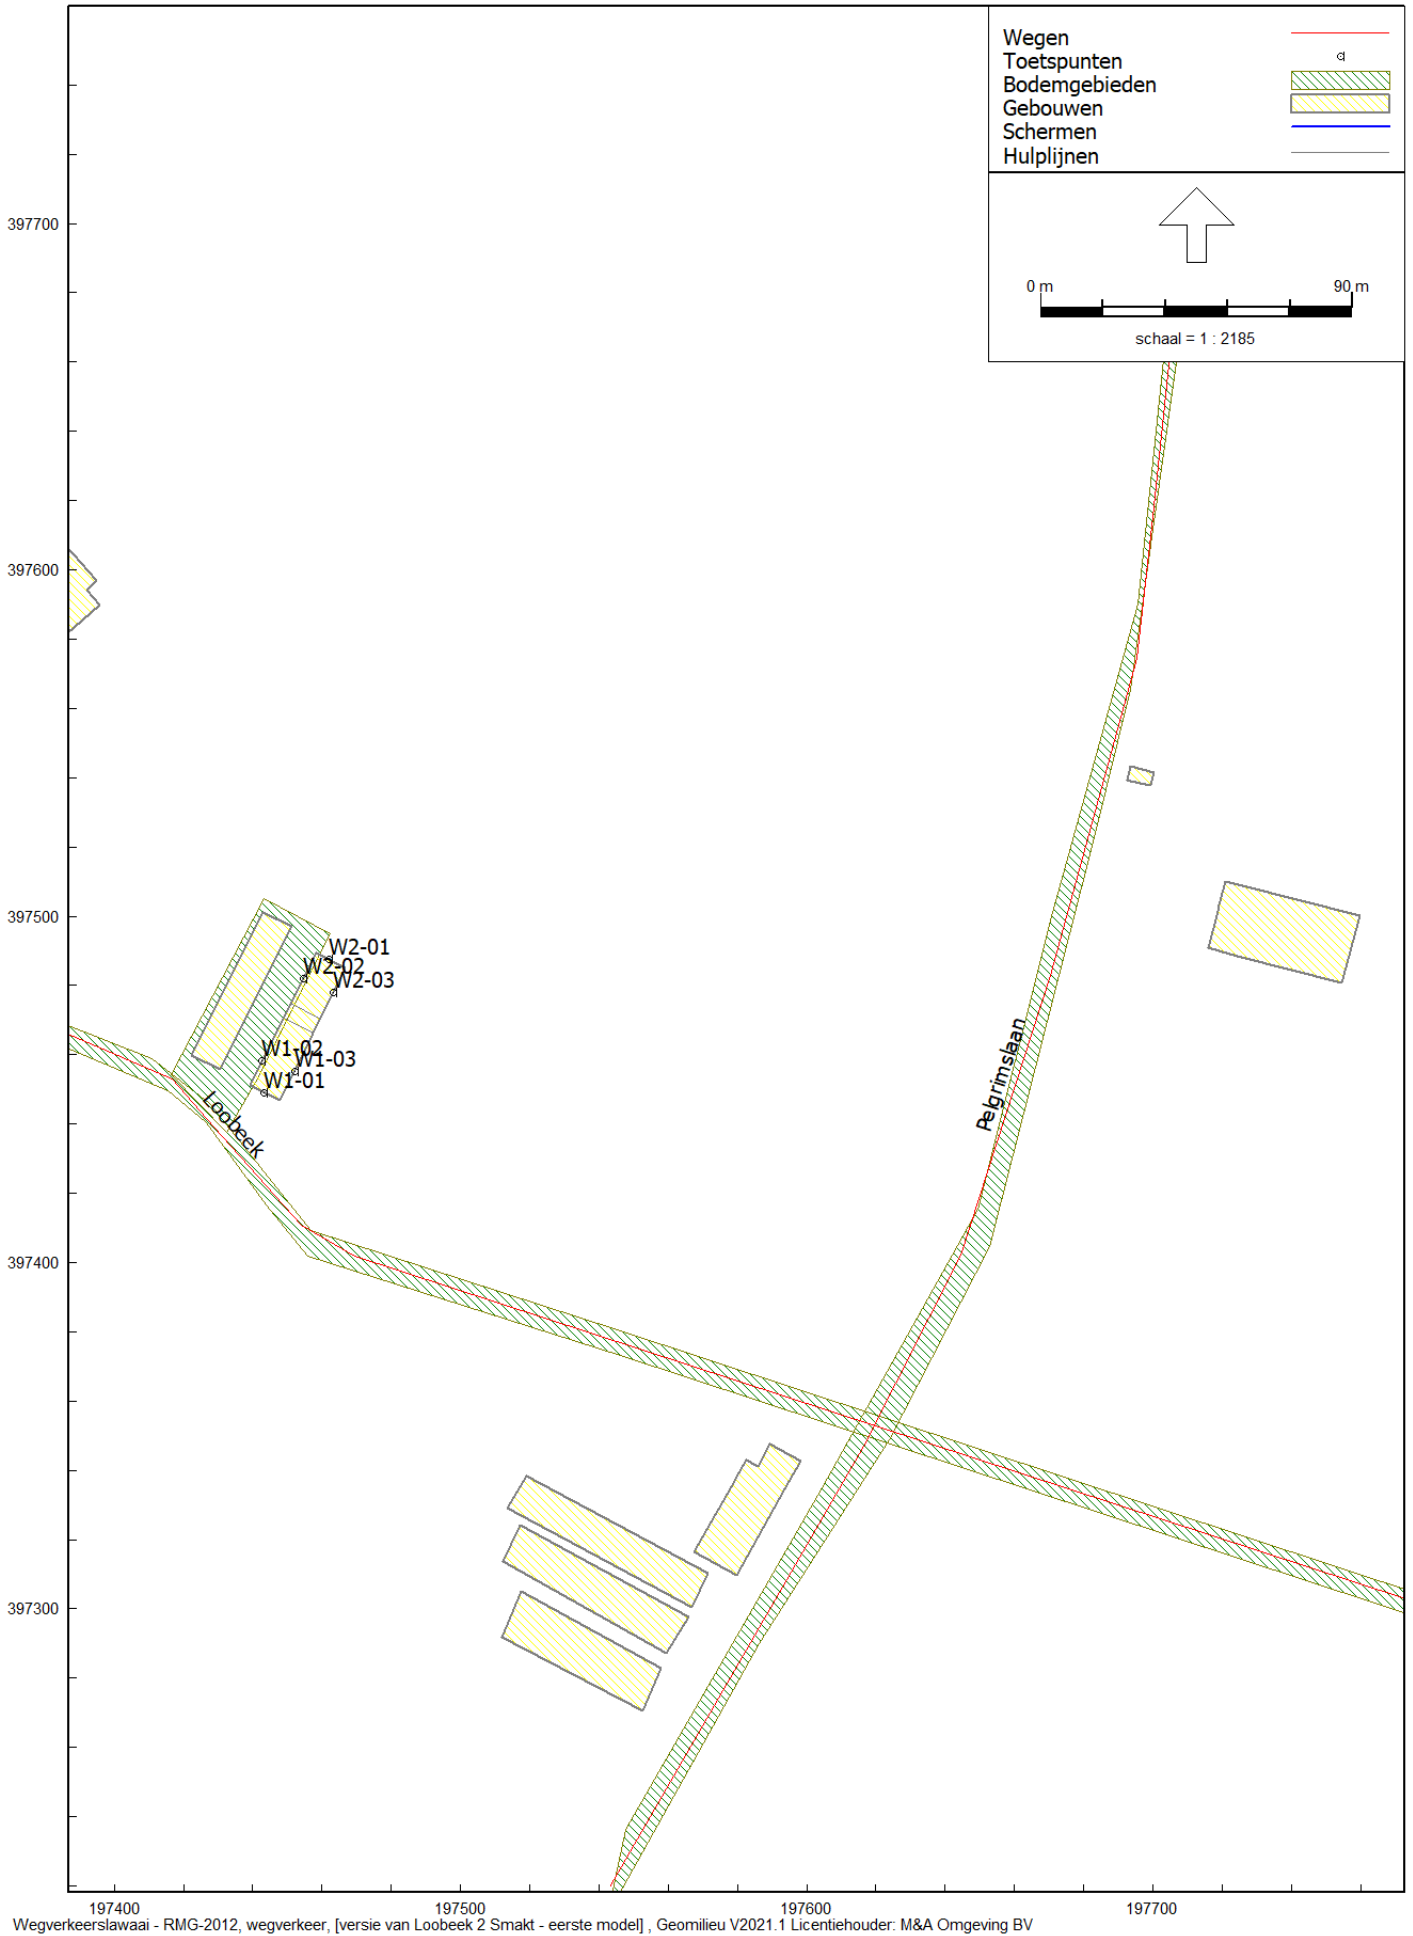 Wegen
Toetspunten
Bodemgebieden
Gebouwen
Schermen
Hulplijnen
0 m 90 m
schaal = 1 : 2185
397700
397600
397500
397400
397300
W2-01
W2-02
W2-03
W1-02
W1-03
W1-01
Loobeek
Pelgrimslaan
197400 197500 197600 197700
Wegverkeerslawaai - RMG-2012, wegverkeer, [versie van Loobeek 2 Smakt - eerste model] , Geomilieu V2021.1 Licentiehouder: M&A Omgeving BV